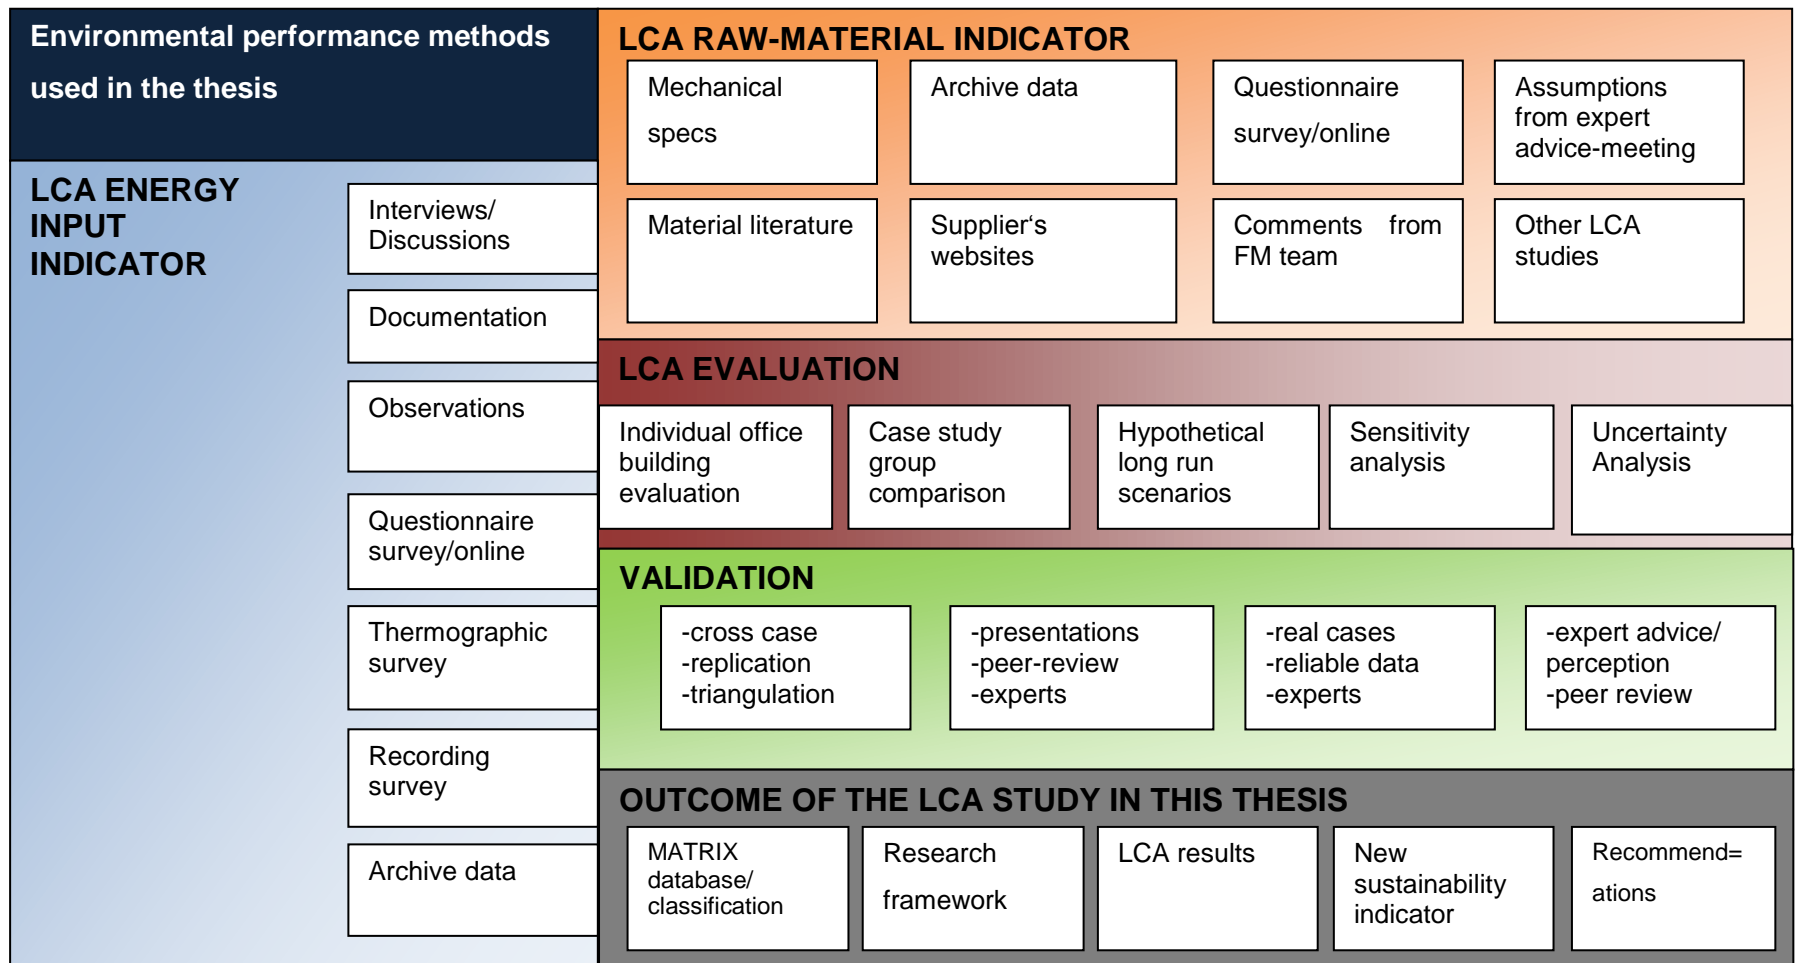 Environmental performance methods
used in the thesis
LCA ENERGY
INPUT
INDICATOR
Interviews/
Discussions
Documentation
Observations
Questionnaire
survey/online
Thermographic
survey
Recording
survey
Archive data
LCA RAW-MATERIAL INDICATOR
Mechanical
specs
Archive data
Questionnaire
survey/online
Assumptions
from expert
advice-meeting
Material literature
Supplier‘s
websites
Comments from
FM team
Other LCA
studies
LCA EVALUATION
Individual office
building
evaluation
Case study
group
comparison
Hypothetical
long run
scenarios
Sensitivity
analysis
Uncertainty
Analysis
VALIDATION
-cross case
-replication
-triangulation
-presentations
-peer-review
-experts
-real cases
-reliable data
-experts
-expert advice/
perception
-peer review
OUTCOME OF THE LCA STUDY IN THIS THESIS
MATRIX
database/
classification
Research
framework
LCA results
New
sustainability
indicator
Recommend=
ations